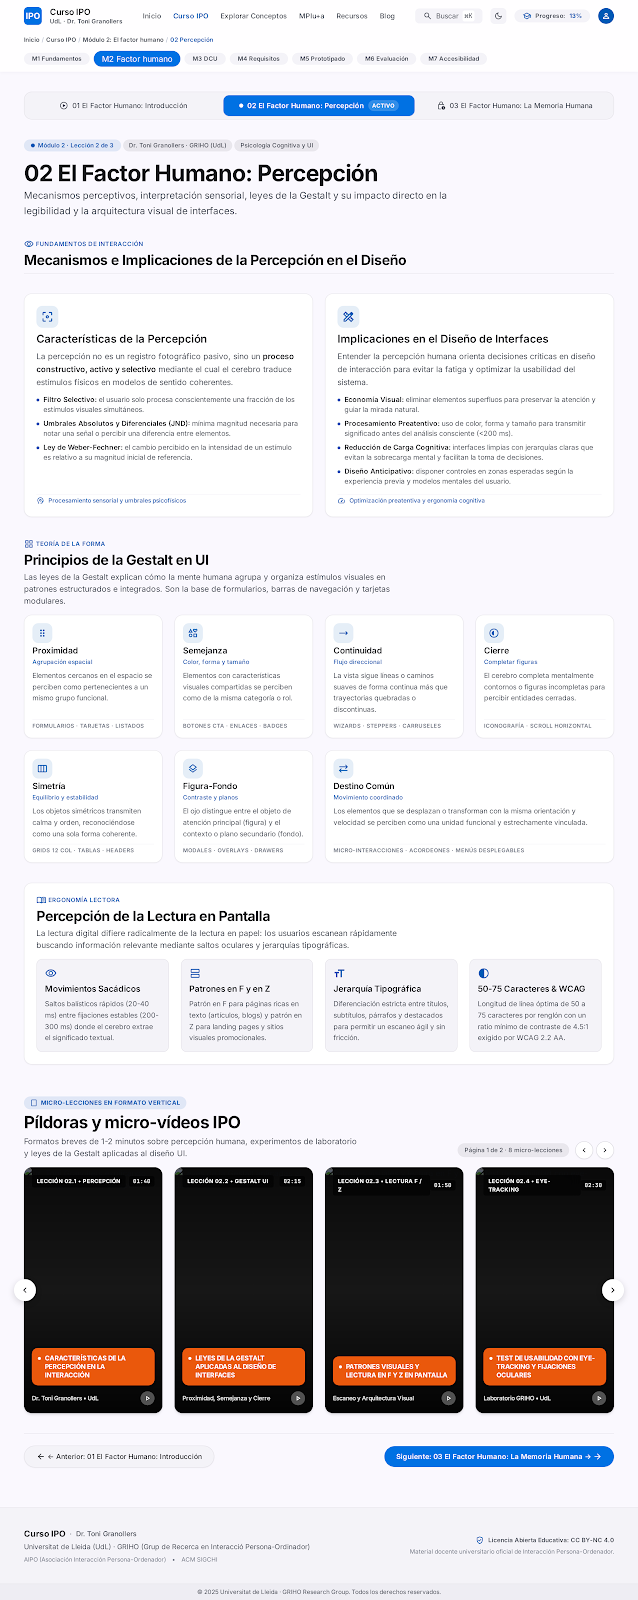 IPO
Curso IPO
UdL · Dr. Toni Granollers
Inicio
Curso IPO
Explorar Conceptos
MPIu+a
Recursos
Blog
Buscar ⌘K
Progreso: 13%
Inicio / Curso IPO / Módulo 2: El factor humano / 02 Percepción
M1 Fundamentos
M2 Factor humano
M3 DCU
M4 Requisitos
M5 Prototipado
M6 Evaluación
M7 Accesibilidad
01 El Factor Humano: Introducción
02 El Factor Humano: Percepción ACTIVO
03 El Factor Humano: La Memoria Humana
Módulo 2 · Lección 2 de 3
Dr. Toni Granollers · GRIHO (UdL)
Psicología Cognitiva y UI
02 El Factor Humano: Percepción
Mecanismos perceptivos, interpretación sensorial, leyes de la Gestalt y su impacto directo en la
legibilidad y la arquitectura visual de interfaces.
FUNDAMENTOS DE INTERACCIÓN
Mecanismos e Implicaciones de la Percepción en el Diseño
Características de la Percepción
La percepción no es un registro fotográfico pasivo, sino un proceso
constructivo, activo y selectivo mediante el cual el cerebro traduce
estímulos físicos en modelos de sentido coherentes.
• Filtro Selectivo: el usuario solo procesa conscientemente una fracción de los
estímulos visuales simultáneos.
• Umbrales Absolutos y Diferenciales (JND): mínima magnitud necesaria para
notar una señal o percibir una diferencia entre elementos.
• Ley de Weber-Fechner: el cambio percibido en la intensidad de un estímulo
es relativo a su magnitud inicial de referencia.
Procesamiento sensorial y umbrales psicofísicos
Implicaciones en el Diseño de Interfaces
Entender la percepción humana orienta decisiones críticas en diseño
de interacción para evitar la fatiga y optimizar la usabilidad del
sistema.
• Economía Visual: eliminar elementos superfluos para preservar la atención y
guiar la mirada natural.
• Procesamiento Preatentivo: uso de color, forma y tamaño para transmitir
significado antes del análisis consciente (<200 ms).
• Reducción de Carga Cognitiva: interfaces limpias con jerarquías claras que
evitan la sobrecarga mental y facilitan la toma de decisiones.
• Diseño Anticipativo: disponer controles en zonas esperadas según la
experiencia previa y modelos mentales del usuario.
Optimización preatentiva y ergonomía cognitiva
TEORÍA DE LA FORMA
Principios de la Gestalt en UI
Las leyes de la Gestalt explican cómo la mente humana agrupa y organiza estímulos visuales en
patrones estructurados e integrados. Son la base de formularios, barras de navegación y tarjetas
modulares.
Proximidad
Agrupación espacial
Elementos cercanos en el espacio se
perciben como pertenecientes a un
mismo grupo funcional.
FORMULARIOS · TARJETAS · LISTADOS
Semejanza
Color, forma y tamaño
Elementos con características
visuales compartidas se perciben
como de la misma categoría o rol.
BOTONES CTA · ENLACES · BADGES
Continuidad
Flujo direccional
La vista sigue líneas o caminos
suaves de forma continua más que
trayectorias quebradas o
discontinuas.
WIZARDS · STEPPERS · CARRUSELES
Cierre
Completar figuras
El cerebro completa mentalmente
contornos o figuras incompletas para
percibir entidades cerradas.
ICONOGRAFÍA · SCROLL HORIZONTAL
Simetría
Equilibrio y estabilidad
Los objetos simétricos transmiten
calma y orden, reconociéndose
como una sola forma coherente.
GRIDS 12 COL · TABLAS · HEADERS
Figura-Fondo
Contraste y planos
El ojo distingue entre el objeto de
atención principal (figura) y el
contexto o plano secundario (fondo).
MODALES · OVERLAYS · DRAWERS
Destino Común
Movimiento coordinado
Los elementos que se desplazan o transforman con la misma orientación y
velocidad se perciben como una unidad funcional y estrechamente vinculada.
MICRO-INTERACCIONES · ACORDEONES · MENÚS DESPLEGABLES
ERGONOMÍA LECTORA
Percepción de la Lectura en Pantalla
La lectura digital difiere radicalmente de la lectura en papel: los usuarios escanean rápidamente
buscando información relevante mediante saltos oculares y jerarquías tipográficas.
Movimientos Sacádicos
Saltos balísticos rápidos (20-40
ms) entre fijaciones estables (200-
300 ms) donde el cerebro extrae
el significado textual.
Patrones en F y en Z
Patrón en F para páginas ricas en
texto (artículos, blogs) y patrón en
Z para landing pages y sitios
visuales promocionales.
Jerarquía Tipográfica
Diferenciación estricta entre títulos,
subtítulos, párrafos y destacados
para permitir un escaneo ágil y sin
fricción.
50-75 Caracteres & WCAG
Longitud de línea óptima de 50 a
75 caracteres por renglón con un
ratio mínimo de contraste de 4.5:1
exigido por WCAG 2.2 AA.
MICRO-LECCIONES EN FORMATO VERTICAL
Píldoras y micro-vídeos IPO
Formatos breves de 1-2 minutos sobre percepción humana, experimentos de laboratorio
y leyes de la Gestalt aplicadas al diseño UI.
Página 1 de 2 · 8 micro-lecciones
LECCIÓN 02.1 • PERCEPCIÓN
01:40
CARACTERÍSTICAS DE LA
PERCEPCIÓN EN LA
INTERACCIÓN
Dr. Toni Granollers • UdL
LECCIÓN 02.2 • GESTALT UI
02:15
LEYES DE LA GESTALT
APLICADAS AL DISEÑO DE
INTERFACES
Proximidad, Semejanza y Cierre
LECCIÓN 02.3 • LECTURA F /
Z
01:50
PATRONES VISUALES Y
LECTURA EN F Y Z EN PANTALLA
Escaneo y Arquitectura Visual
LECCIÓN 02.4 • EYE-
TRACKING
02:30
TEST DE USABILIDAD CON EYE-
TRACKING Y FIJACIONES
OCULARES
Laboratorio GRIHO • UdL
← ← Anterior: 01 El Factor Humano: Introducción
Siguiente: 03 El Factor Humano: La Memoria Humana → →
Curso IPO · Dr. Toni Granollers
Universitat de Lleida (UdL) · GRIHO (Grup de Recerca en Interacció Persona-Ordinador)
AIPO (Asociación Interacción Persona-Ordenador) • ACM SIGCHI
Licencia Abierta Educativa: CC BY-NC 4.0
Material docente universitario oficial de Interacción Persona-Ordenador.
© 2025 Universitat de Lleida · GRIHO Research Group. Todos los derechos reservados.